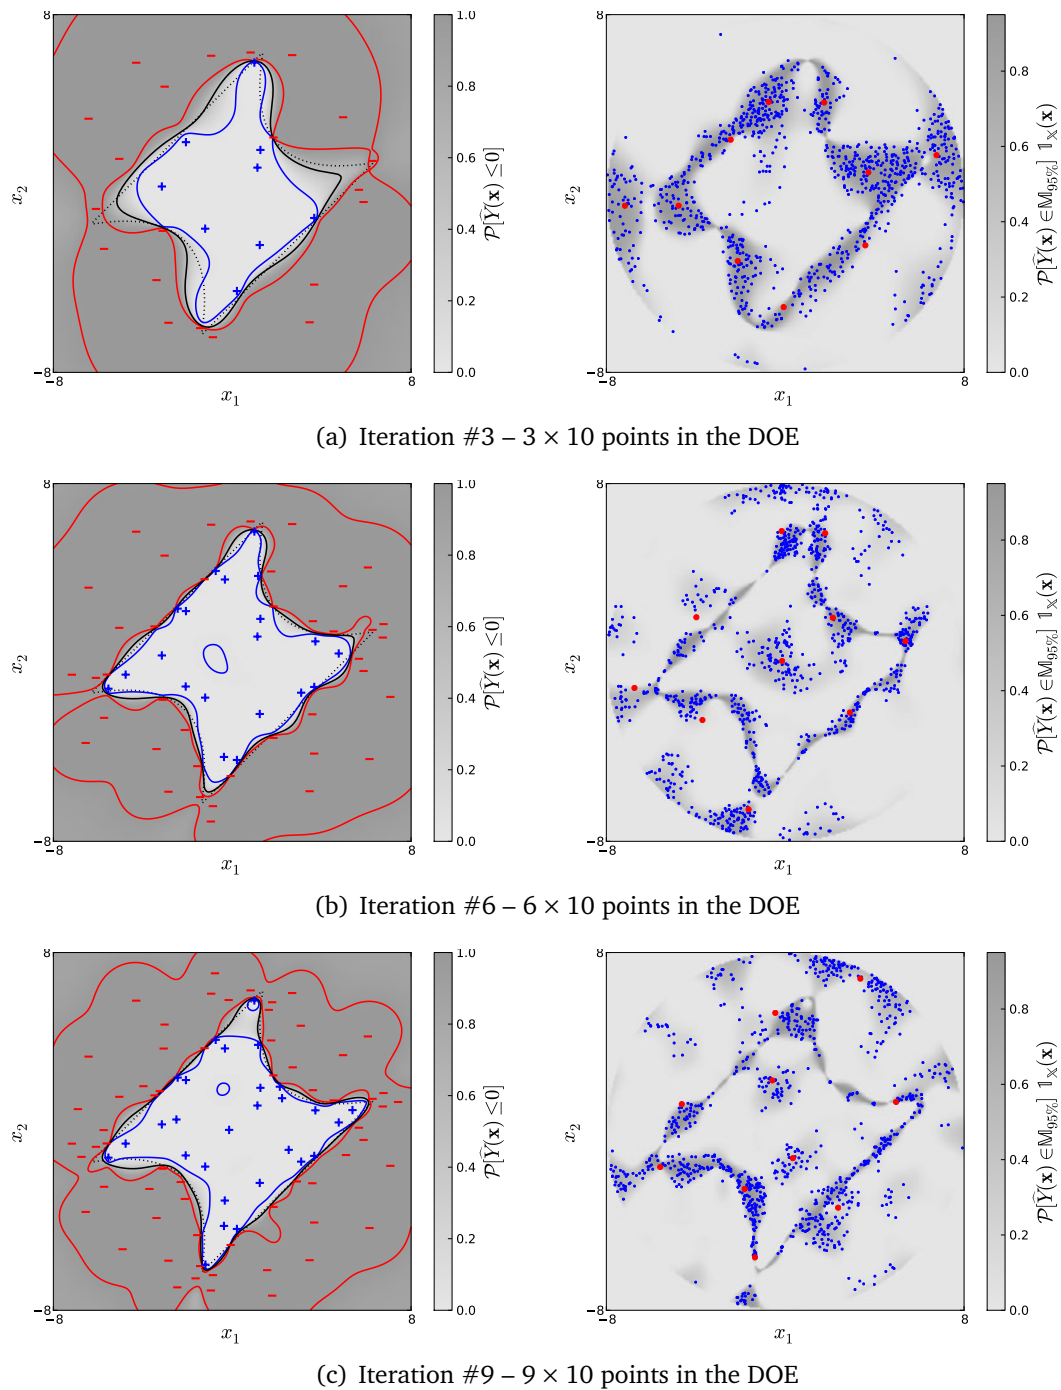 8
1.0
0.8
0.6
0.4
0.2
0.0
x₂
−8
−8
8
x₁
𝒫[Ŷ(𝐱) ≤ 0]
8
0.8
0.6
0.4
0.2
0.0
x₂
−8
−8
8
x₁
𝒫[Ŷ(𝐱) ∈ 𝕄₉₅%] 𝟙_𝕏(𝐱)
(a) Iteration #3 – 3 × 10 points in the DOE
8
1.0
0.8
0.6
0.4
0.2
0.0
x₂
−8
−8
8
x₁
𝒫[Ŷ(𝐱) ≤ 0]
8
0.8
0.6
0.4
0.2
0.0
x₂
−8
−8
8
x₁
𝒫[Ŷ(𝐱) ∈ 𝕄₉₅%] 𝟙_𝕏(𝐱)
(b) Iteration #6 – 6 × 10 points in the DOE
8
1.0
0.8
0.6
0.4
0.2
0.0
x₂
−8
−8
8
x₁
𝒫[Ŷ(𝐱) ≤ 0]
8
0.8
0.6
0.4
0.2
0.0
x₂
−8
−8
8
x₁
𝒫[Ŷ(𝐱) ∈ 𝕄₉₅%] 𝟙_𝕏(𝐱)
(c) Iteration #9 – 9 × 10 points in the DOE